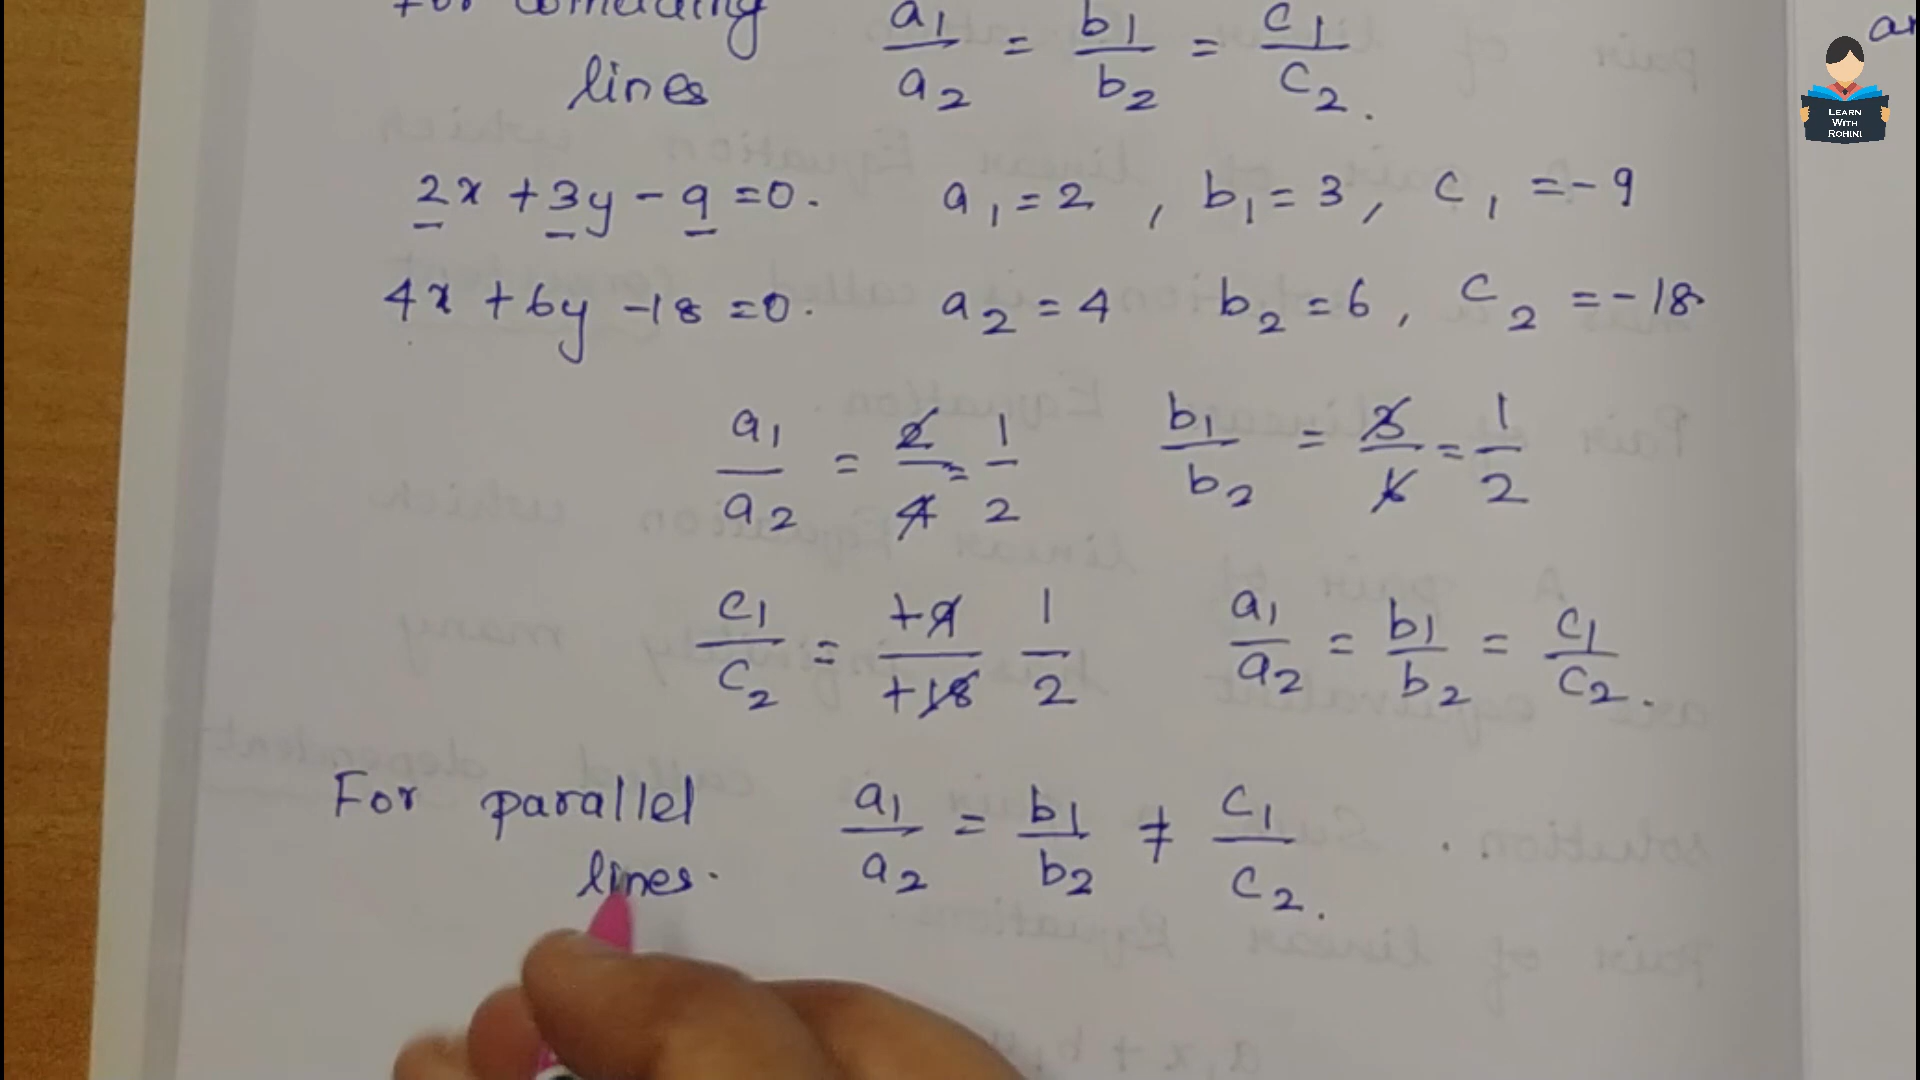 For coinciding a1/a2 = b1/b2 = c1/c2.
lines
2x + 3y - 9 = 0. a1 = 2, b1 = 3, c1 = -9
4x + 6y - 18 = 0. a2 = 4 b2 = 6, c2 = -18
a1/a2 = 2/4 = 1/2 b1/b2 = 3/6 = 1/2
c1/c2 = +9/+18 1/2 a1/a2 = b1/b2 = c1/c2.
For parallel a1/a2 = b1/b2 ≠ c1/c2.
lines.
LEARN
WITH
ROHINI